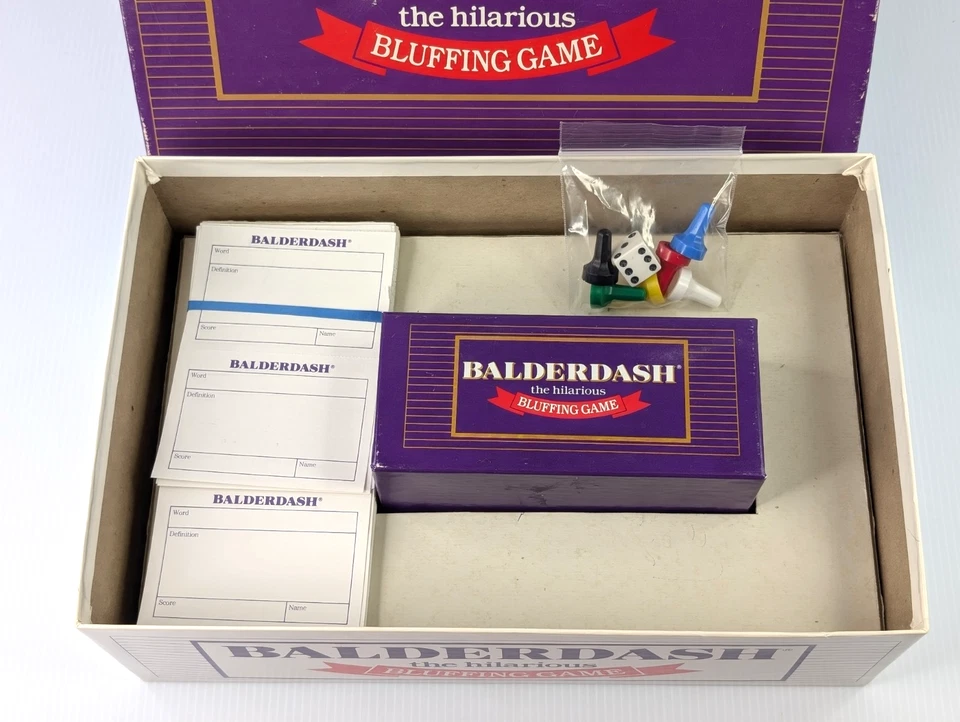 the hilarious
BLUFFING GAME
BALDERDASH®
Word
Definition
Score
Name
BALDERDASH®
Word
Definition
Score
Name
BALDERDASH®
Word
Definition
Score
Name
BALDERDASH®
the hilarious
BLUFFING GAME
BALDERDASH
the hilarious
BLUFFING GAME